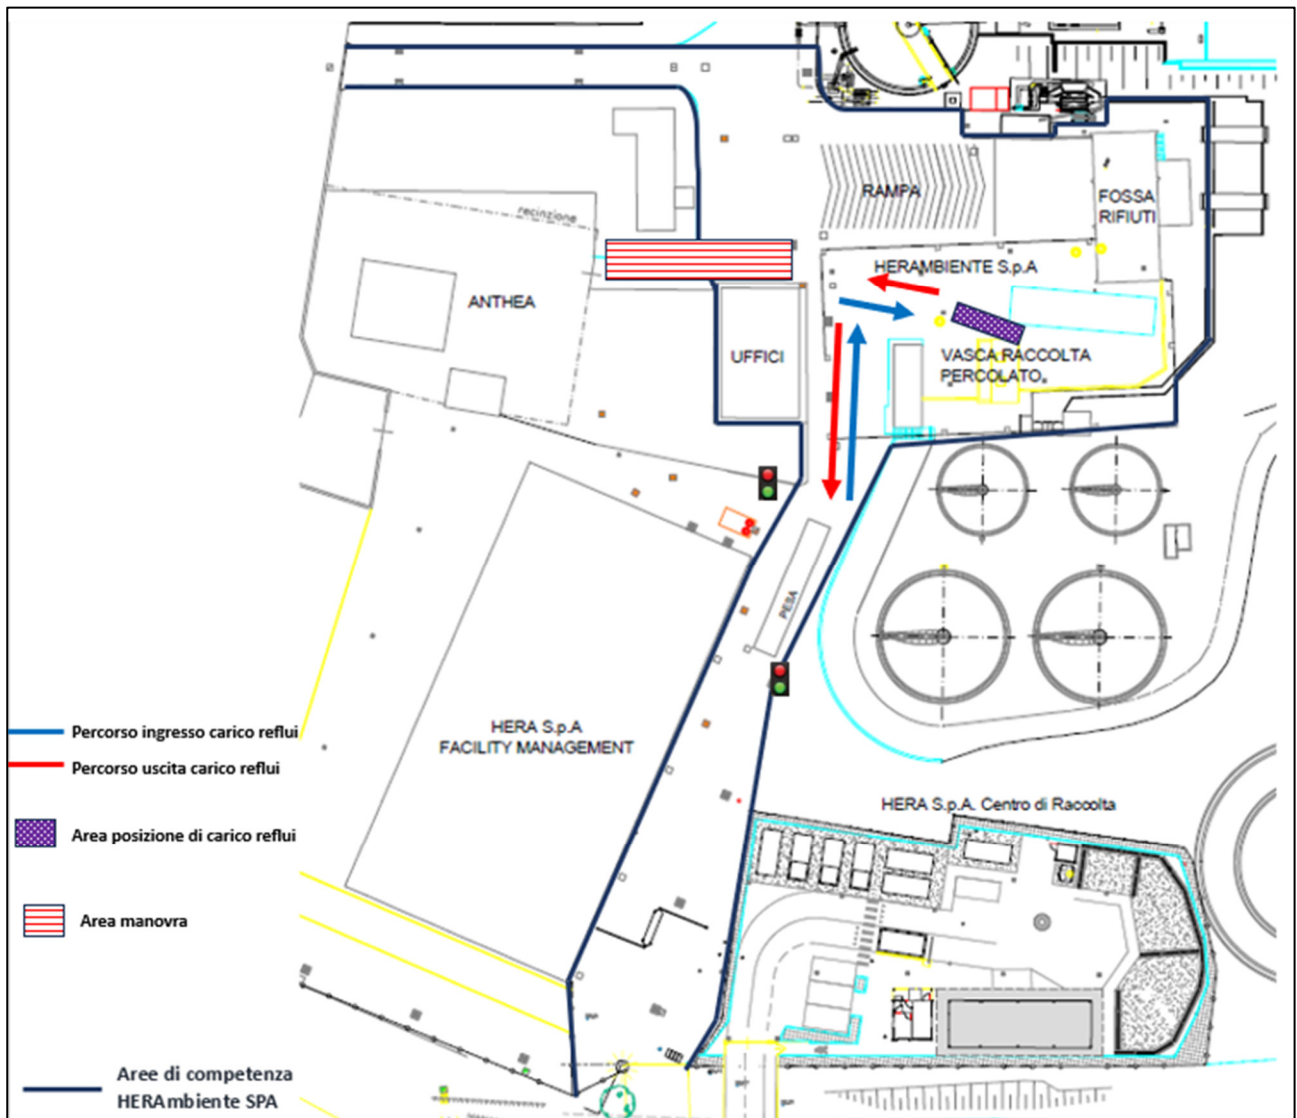 RAMPA
FOSSA
RIFIUTI
recinzione
HERAMBIENTE S.p.A
ANTHEA
UFFICI
VASCA RACCOLTA
PERCOLATO
PESA
HERA S.p.A
FACILITY MANAGEMENT
Percorso ingresso carico reflui
Percorso uscita carico reflui
HERA S.p.A. Centro di Raccolta
Area posizione di carico reflui
Area manovra
Aree di competenza
HERAmbiente SPA